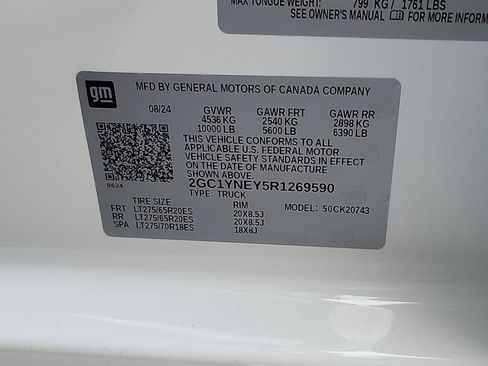 MAX TONGUE WEIGHT: 799 KG / 1761 LBS
SEE OWNER'S MANUAL FOR MORE INFORM
gm
MFD BY GENERAL MOTORS OF CANADA COMPANY
08/24 GVWR GAWR FRT GAWR RR
4536 KG 2540 KG 2898 KG
10000 LB 5600 LB 6390 LB
THIS VEHICLE CONFORMS TO ALL
APPLICABLE U.S. FEDERAL MOTOR
VEHICLE SAFETY STANDARDS IN
EFFECT ON THE DATE OF MANUFACTURE
SHOWN ABOVE.
2GC1YNEY5R1269590
TYPE: TRUCK
8624
TIRE SIZE RIM
FRT LT275/65R20ES 20X8.5J 50CK20743
RR LT275/65R20ES 20X8.5J
SPA LT275/70R18ES 18X8J